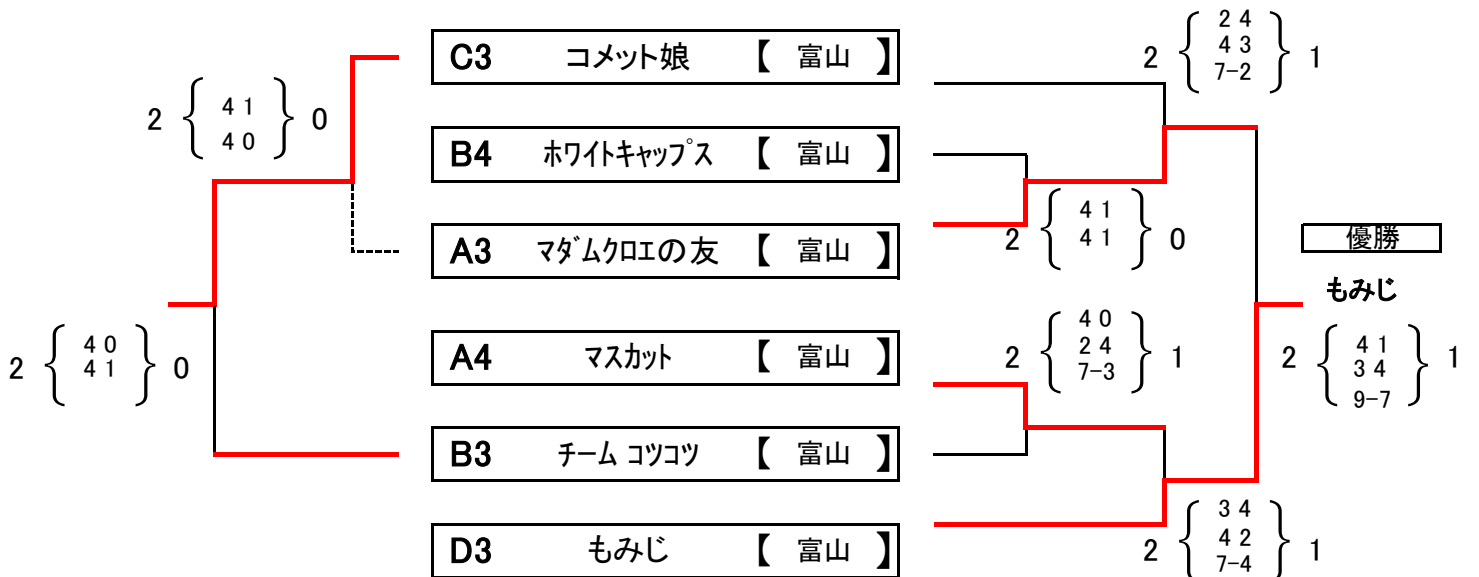 C3 コメット娘 【 富山 】
2 { 2 4
4 3
7-2 } 1
2 { 4 1
4 0 } 0
B4 ホワイトキャップス 【 富山 】
2 { 4 1
4 1 } 0
A3 マダムクロエの友 【 富山 】
優勝
もみじ
2 { 4 0
4 1 } 0
A4 マスカット 【 富山 】
2 { 4 0
2 4
7-3 } 1
2 { 4 1
3 4
9-7 } 1
B3 チーム コツコツ 【 富山 】
D3 もみじ 【 富山 】
2 { 3 4
4 2
7-4 } 1